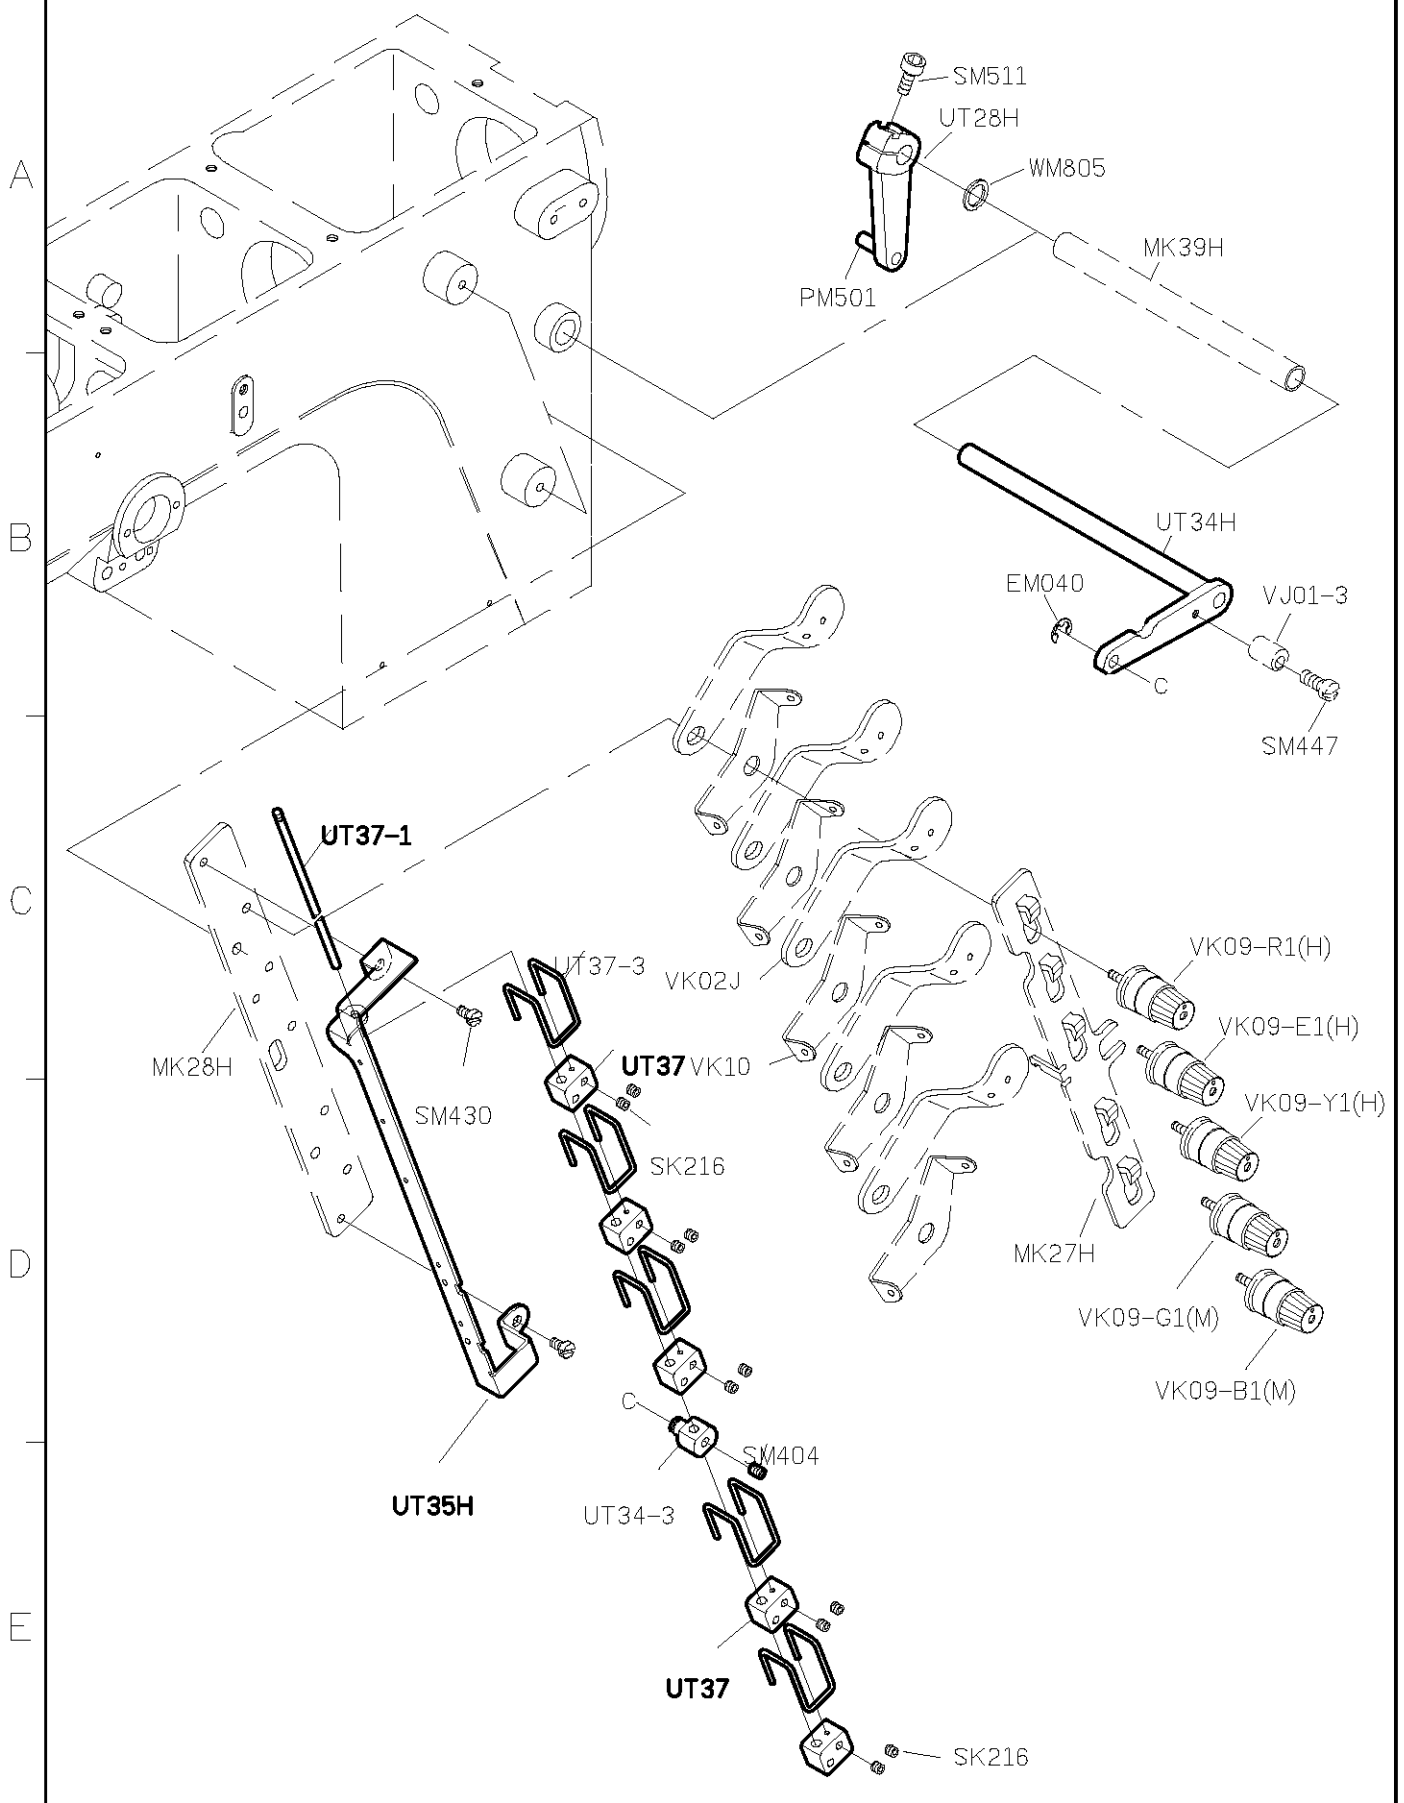 SM511
UT28H
A
WM805
MK39H
PM501
UT34H
B
EM040
VJ01-3
C
SM447
UT37-1
C
VK09-R1(H)
UT37-3
VK02J
VK09-E1(H)
MK28H
UT37
VK10
VK09-Y1(H)
SM430
SK216
MK27H
D
VK09-G1(M)
VK09-B1(M)
C
SM404
UT35H
UT34-3
E
UT37
SK216